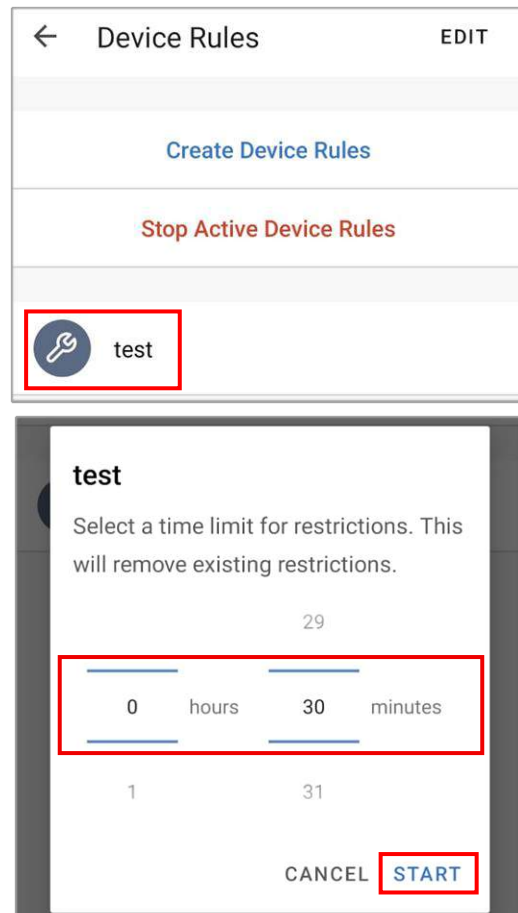 Device Rules EDIT
Create Device Rules
Stop Active Device Rules
test
test
Select a time limit for restrictions. This
will remove existing restrictions.
29
0 hours 30 minutes
1 31
CANCEL START